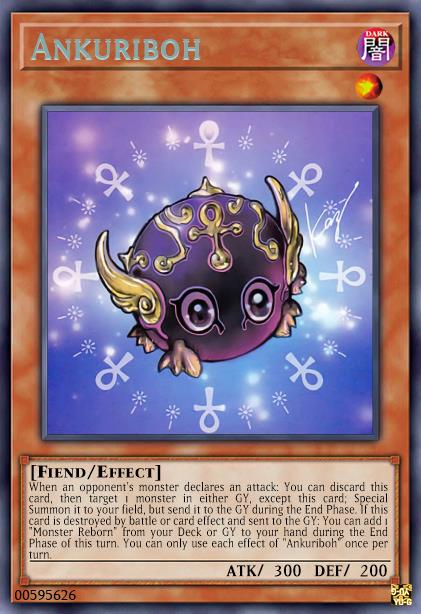 ANKURIBOH
DARK
闇
[FIEND/EFFECT]
When an opponent's monster declares an attack: You can discard this
card, then target 1 monster in either GY, except this card; Special
Summon it to your field, but send it to the GY during the End Phase. If this
card is destroyed by battle or card effect and sent to the GY: You can add 1
"Monster Reborn" from your Deck or GY to your hand during the End
Phase of this turn. You can only use each effect of "Ankuriboh" once per
turn.
ATK/ 300 DEF/ 200
00595626